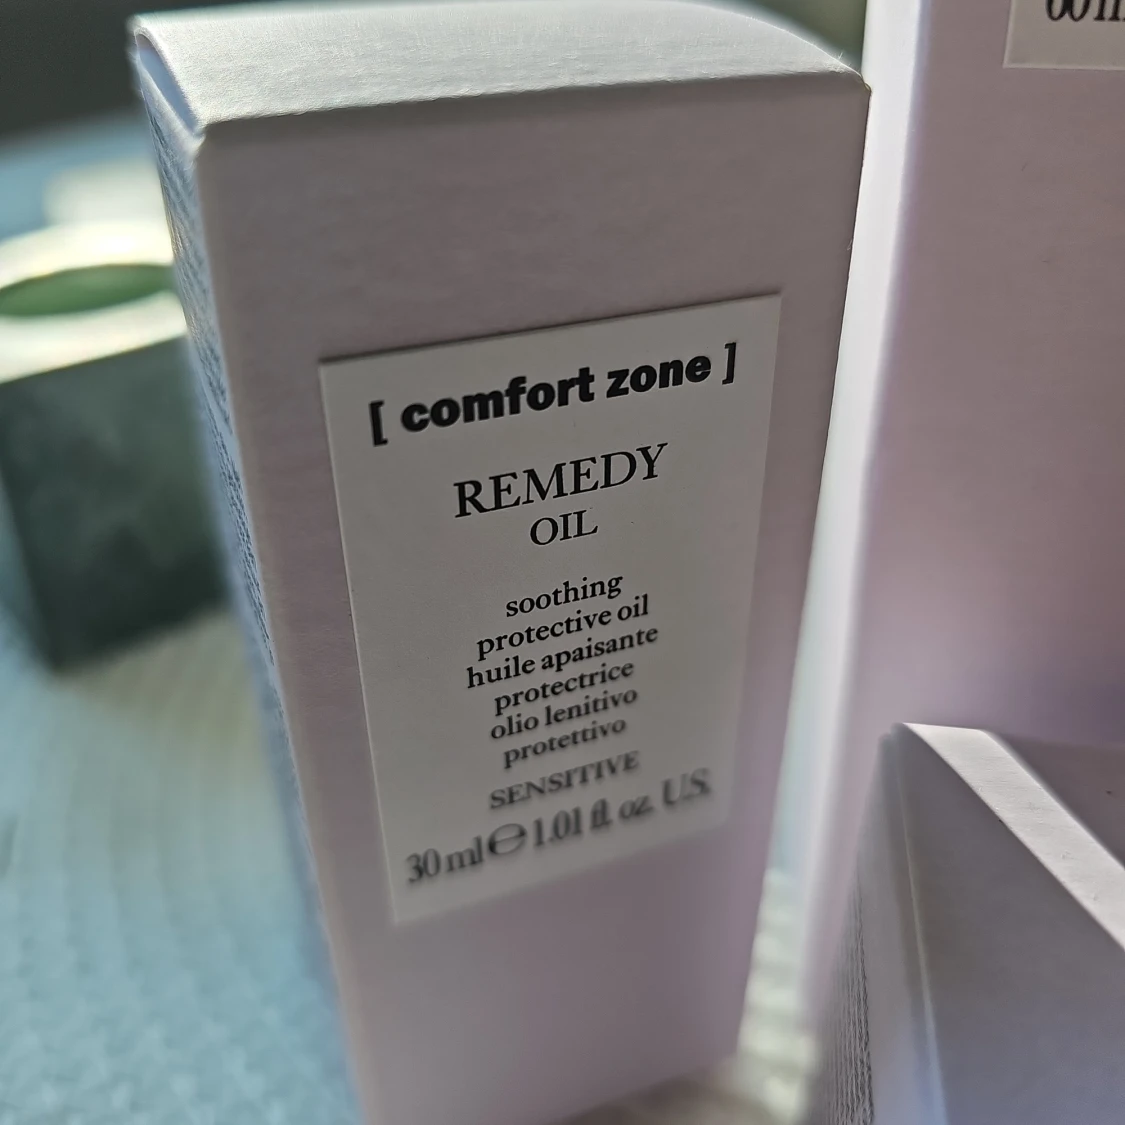 [ comfort zone ]
REMEDY
OIL
soothing
protective oil
huile apaisante
protectrice
olio lenitivo
protettivo
SENSITIVE
30 ml ℮ 1.01 fl. oz. U.S.